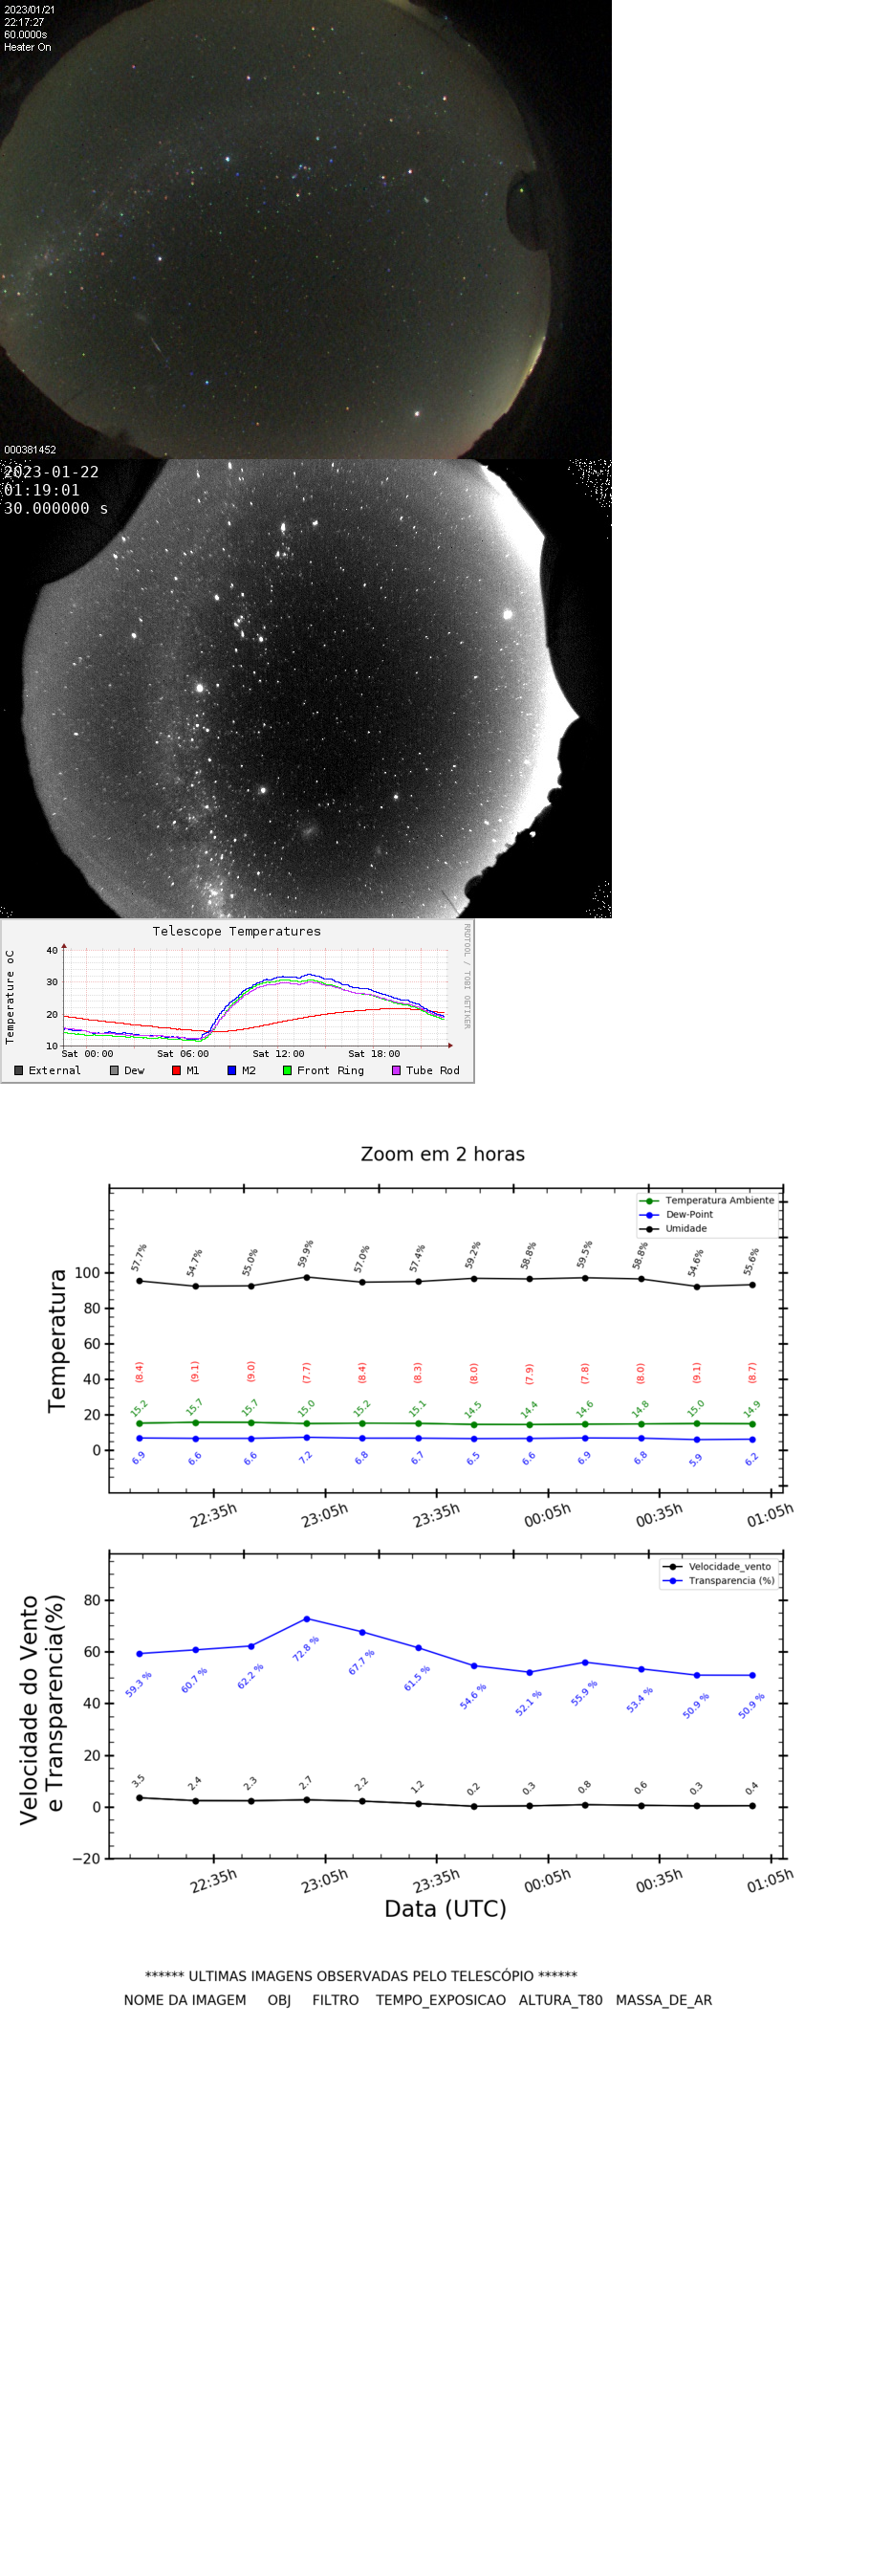 2023/01/21
22:17:27
60.0000s
Heater On
000381452
2023-01-22
01:19:01
30.000000 s
Telescope Temperatures
RRDTOOL / TOBI OETIKER
Temperature oC
40
30
20
10
Sat 00:00 Sat 06:00 Sat 12:00 Sat 18:00
External Dew M1 M2 Front Ring Tube Rod
Zoom em 2 horas
Temperatura Ambiente
Dew-Point
Umidade
Temperatura
100
80
60
40
20
0
57.7% 54.7% 55.0% 59.9% 57.0% 57.4% 59.2% 58.8% 59.5% 58.8% 54.6% 55.6%
(8.4) (9.1) (9.0) (7.7) (8.4) (8.3) (8.0) (7.9) (7.8) (8.0) (9.1) (8.7)
15.2 15.7 15.7 15.0 15.2 15.1 14.5 14.4 14.6 14.8 15.0 14.9
6.9 6.6 6.6 7.2 6.8 6.7 6.5 6.6 6.9 6.8 5.9 6.2
22:35h 23:05h 23:35h 00:05h 00:35h 01:05h
Velocidade_vento
Transparencia (%)
Velocidade do Vento
e Transparencia(%)
80
60
40
20
0
−20
59.3 % 60.7 % 62.2 % 72.8 % 67.7 % 61.5 % 54.6 % 52.1 % 55.9 % 53.4 % 50.9 % 50.9 %
3.5 2.4 2.3 2.7 2.2 1.2 0.2 0.3 0.8 0.6 0.3 0.4
22:35h 23:05h 23:35h 00:05h 00:35h 01:05h
Data (UTC)
****** ULTIMAS IMAGENS OBSERVADAS PELO TELESCÓPIO ******
NOME DA IMAGEM OBJ FILTRO TEMPO_EXPOSICAO ALTURA_T80 MASSA_DE_AR